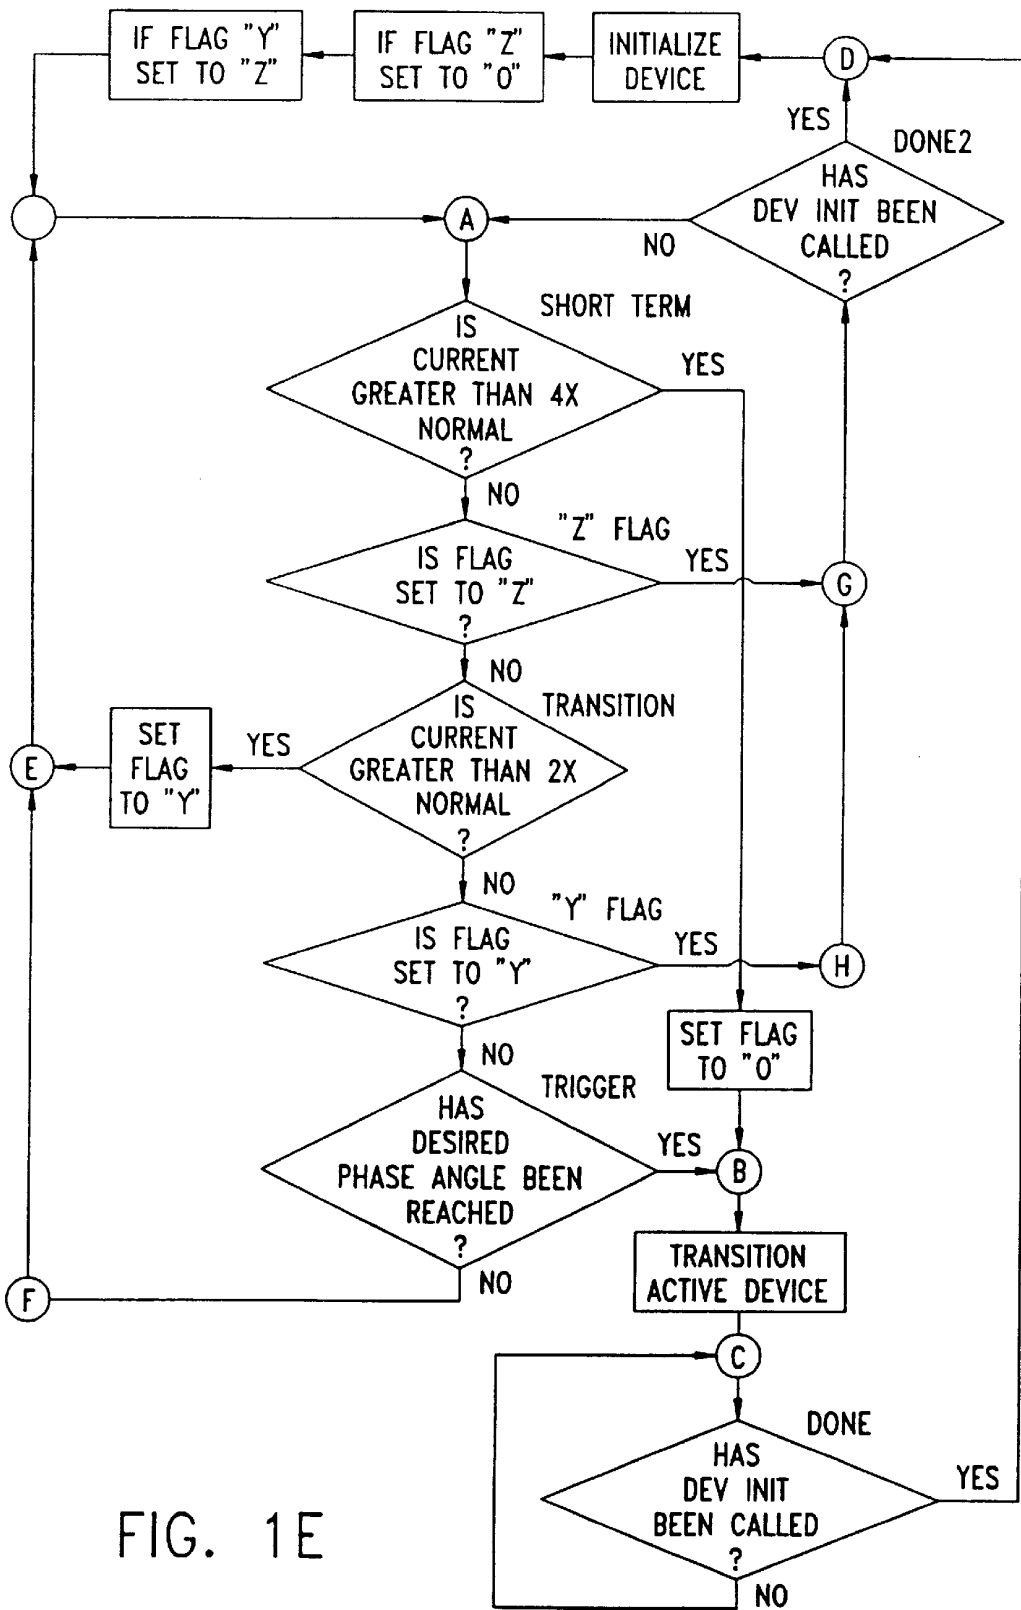 IF FLAG "Y"
SET TO "Z"
IF FLAG "Z"
SET TO "0"
INITIALIZE
DEVICE
D
YES
DONE2
HAS
DEV INIT BEEN
CALLED
?
NO
A
SHORT TERM
IS
CURRENT
GREATER THAN 4X
NORMAL
?
YES
NO
"Z" FLAG
IS FLAG
SET TO "Z"
?
YES
G
NO
TRANSITION
IS
CURRENT
GREATER THAN 2X
NORMAL
?
YES
SET
FLAG
TO "Y"
E
NO
"Y" FLAG
IS FLAG
SET TO "Y"
?
YES
H
NO
SET FLAG
TO "0"
TRIGGER
HAS
DESIRED
PHASE ANGLE BEEN
REACHED
?
YES
B
NO
F
TRANSITION
ACTIVE DEVICE
C
DONE
HAS
DEV INIT
BEEN CALLED
?
YES
NO
FIG. 1E